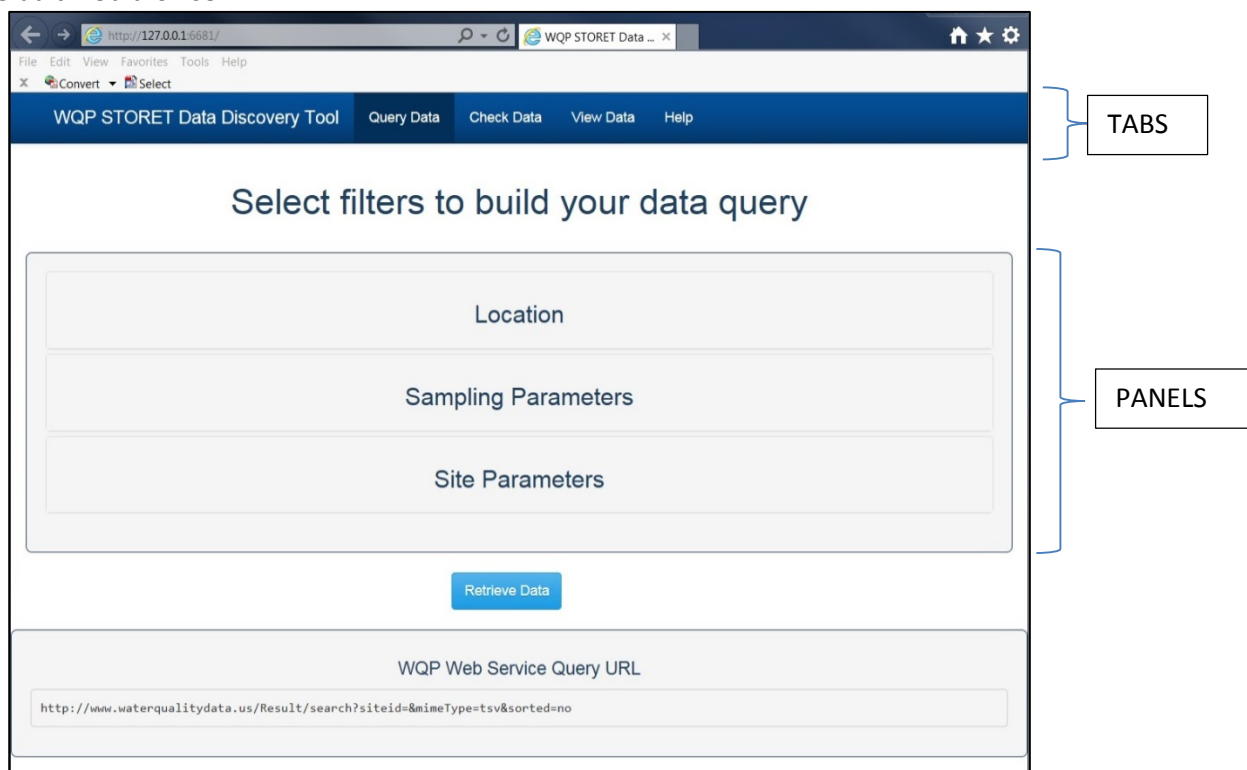 http://127.0.0.1:6681/
WQP STORET Data ... ×
File Edit View Favorites Tools Help
x Convert Select
WQP STORET Data Discovery Tool Query Data Check Data View Data Help
TABS
Select filters to build your data query
Location
Sampling Parameters
PANELS
Site Parameters
Retrieve Data
WQP Web Service Query URL
http://www.waterqualitydata.us/Result/search?siteid=&mimeType=tsv&sorted=no